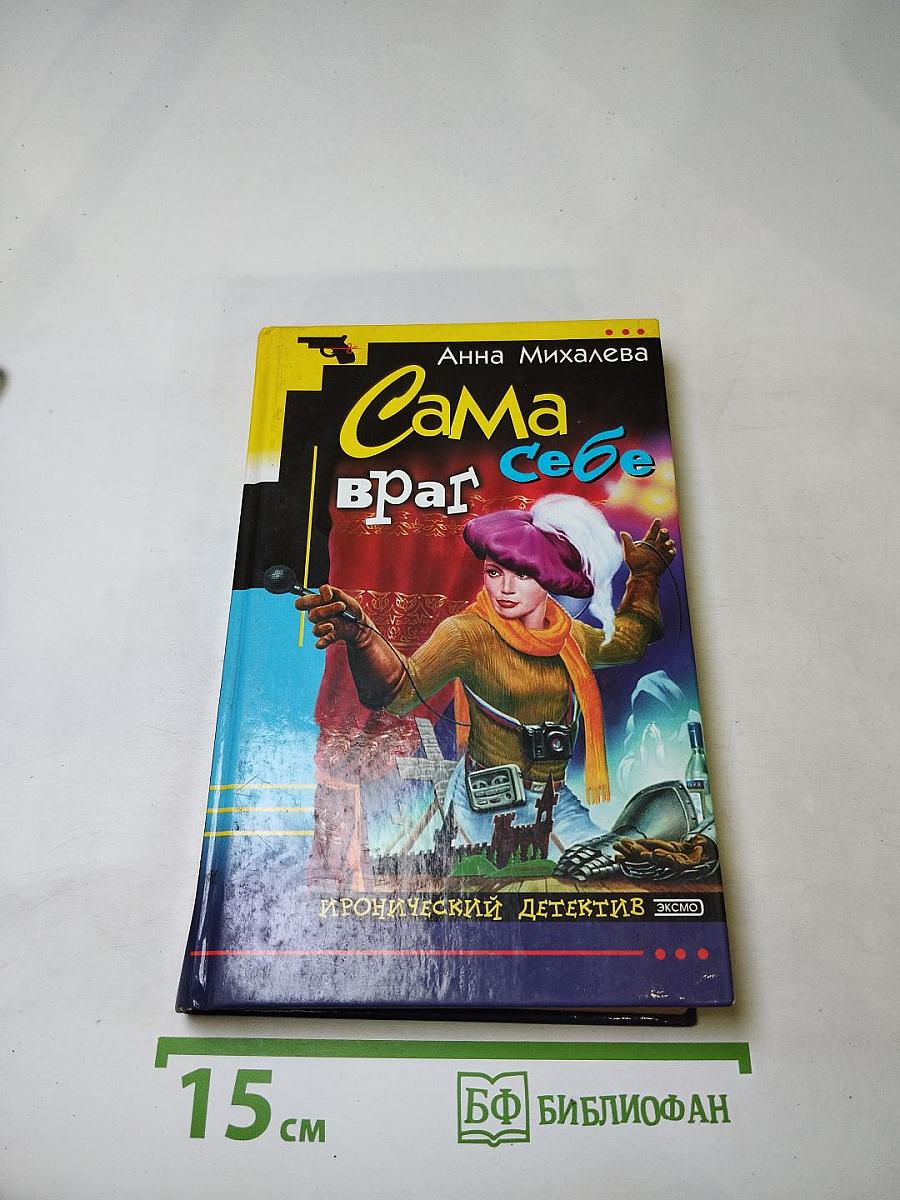 Анна Михалева
Сама
себе
враг
ИРОНИЧЕСКИЙ ДЕТЕКТИВ ЭКСМО
15 см
БФ БИБЛИОФАН